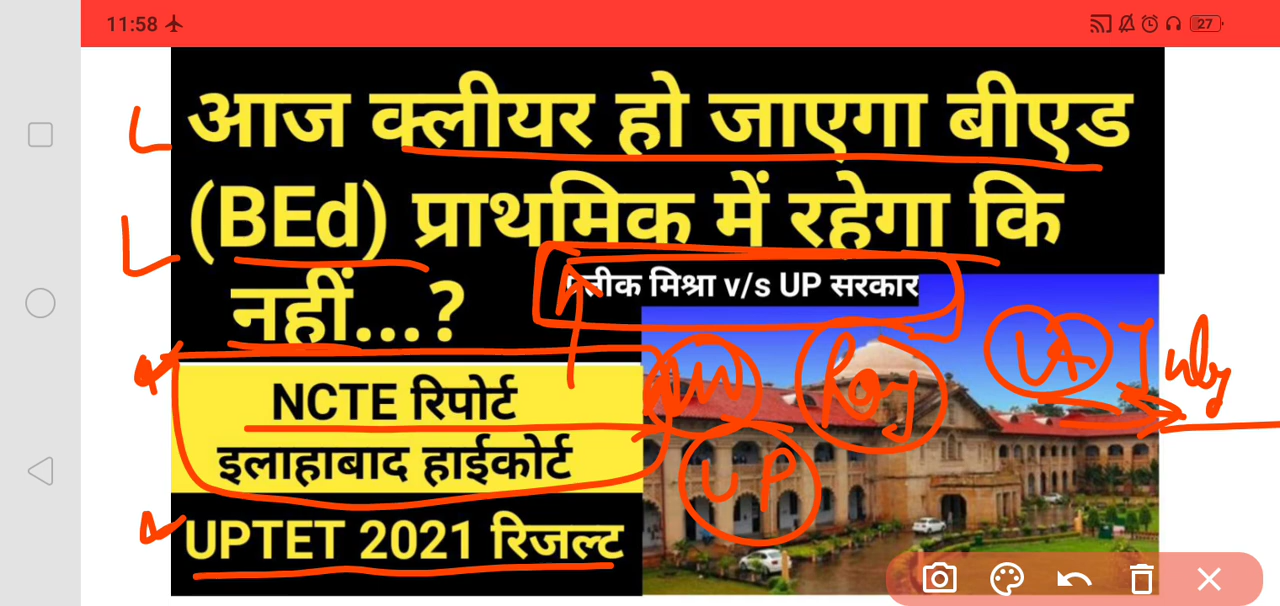 11:58
27
आज क्लीयर हो जाएगा बीएड
(BEd) प्राथमिक में रहेगा कि
नहीं...?
मिश्रा v/s UP सरकार
NCTE रिपोर्ट
इलाहाबाद हाईकोर्ट
UPTET 2021 रिजल्ट
UP
July